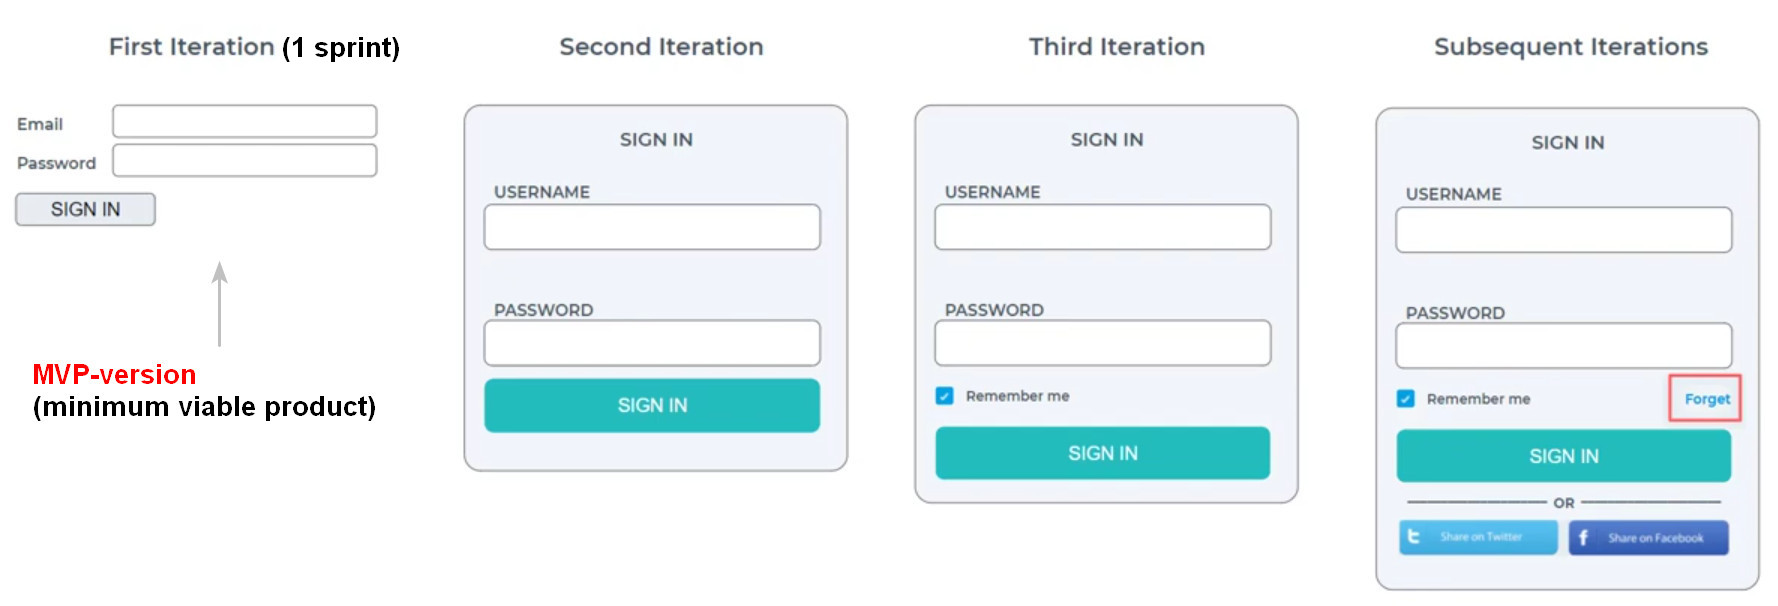 First Iteration (1 sprint)
Email
Password
SIGN IN
MVP-version
(minimum viable product)
Second Iteration
SIGN IN
USERNAME
PASSWORD
SIGN IN
Third Iteration
SIGN IN
USERNAME
PASSWORD
Remember me
SIGN IN
Subsequent Iterations
SIGN IN
USERNAME
PASSWORD
Remember me Forget
SIGN IN
OR
Share on Twitter Share on Facebook